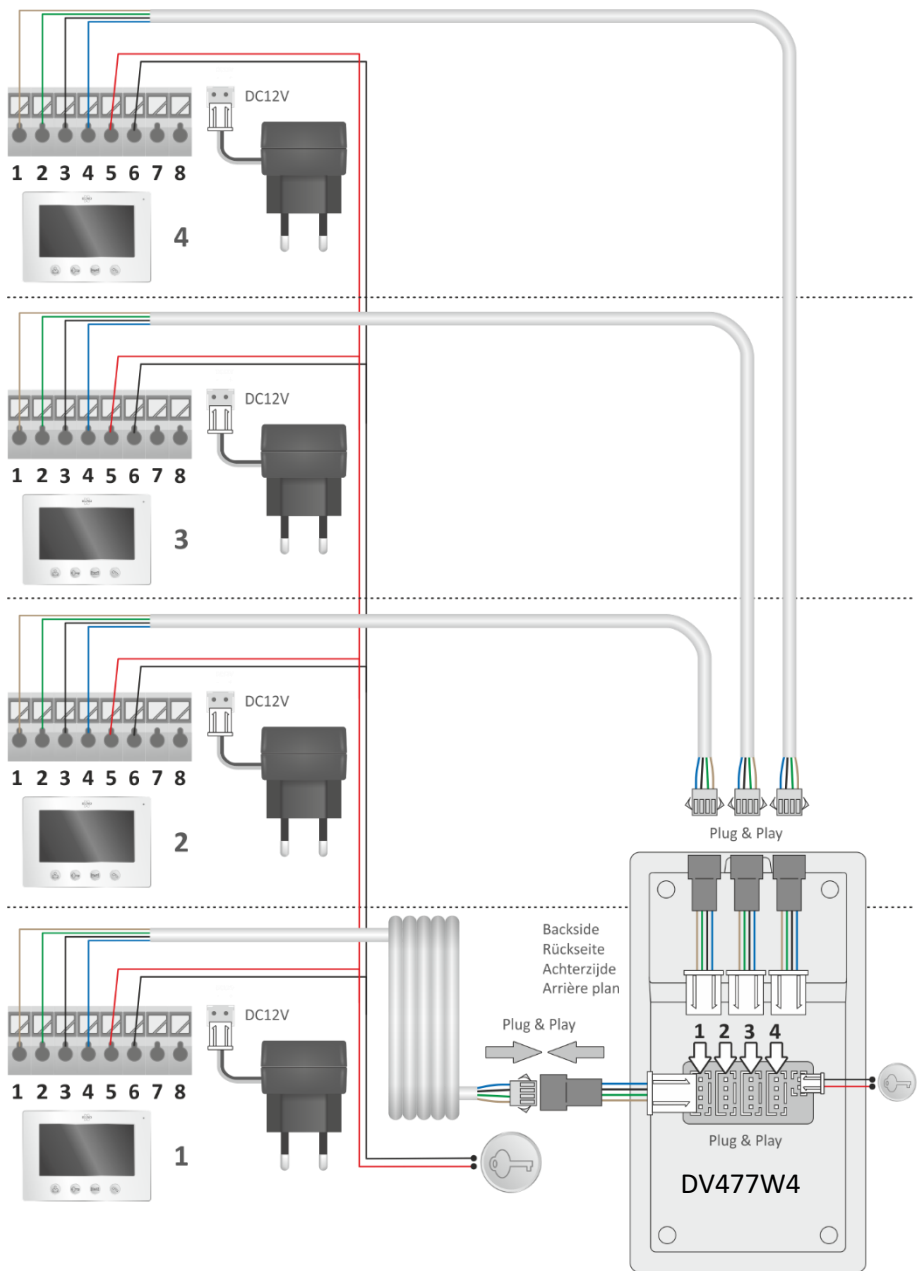 DC12V
1 2 3 4 5 6 7 8
4
DC12V
1 2 3 4 5 6 7 8
3
DC12V
1 2 3 4 5 6 7 8
2
Plug & Play
Backside
Rückseite
Achterzijde
Arrière plan
DC12V
Plug & Play
1 2 3 4
1 2 3 4 5 6 7 8
1
Plug & Play
DV477W4